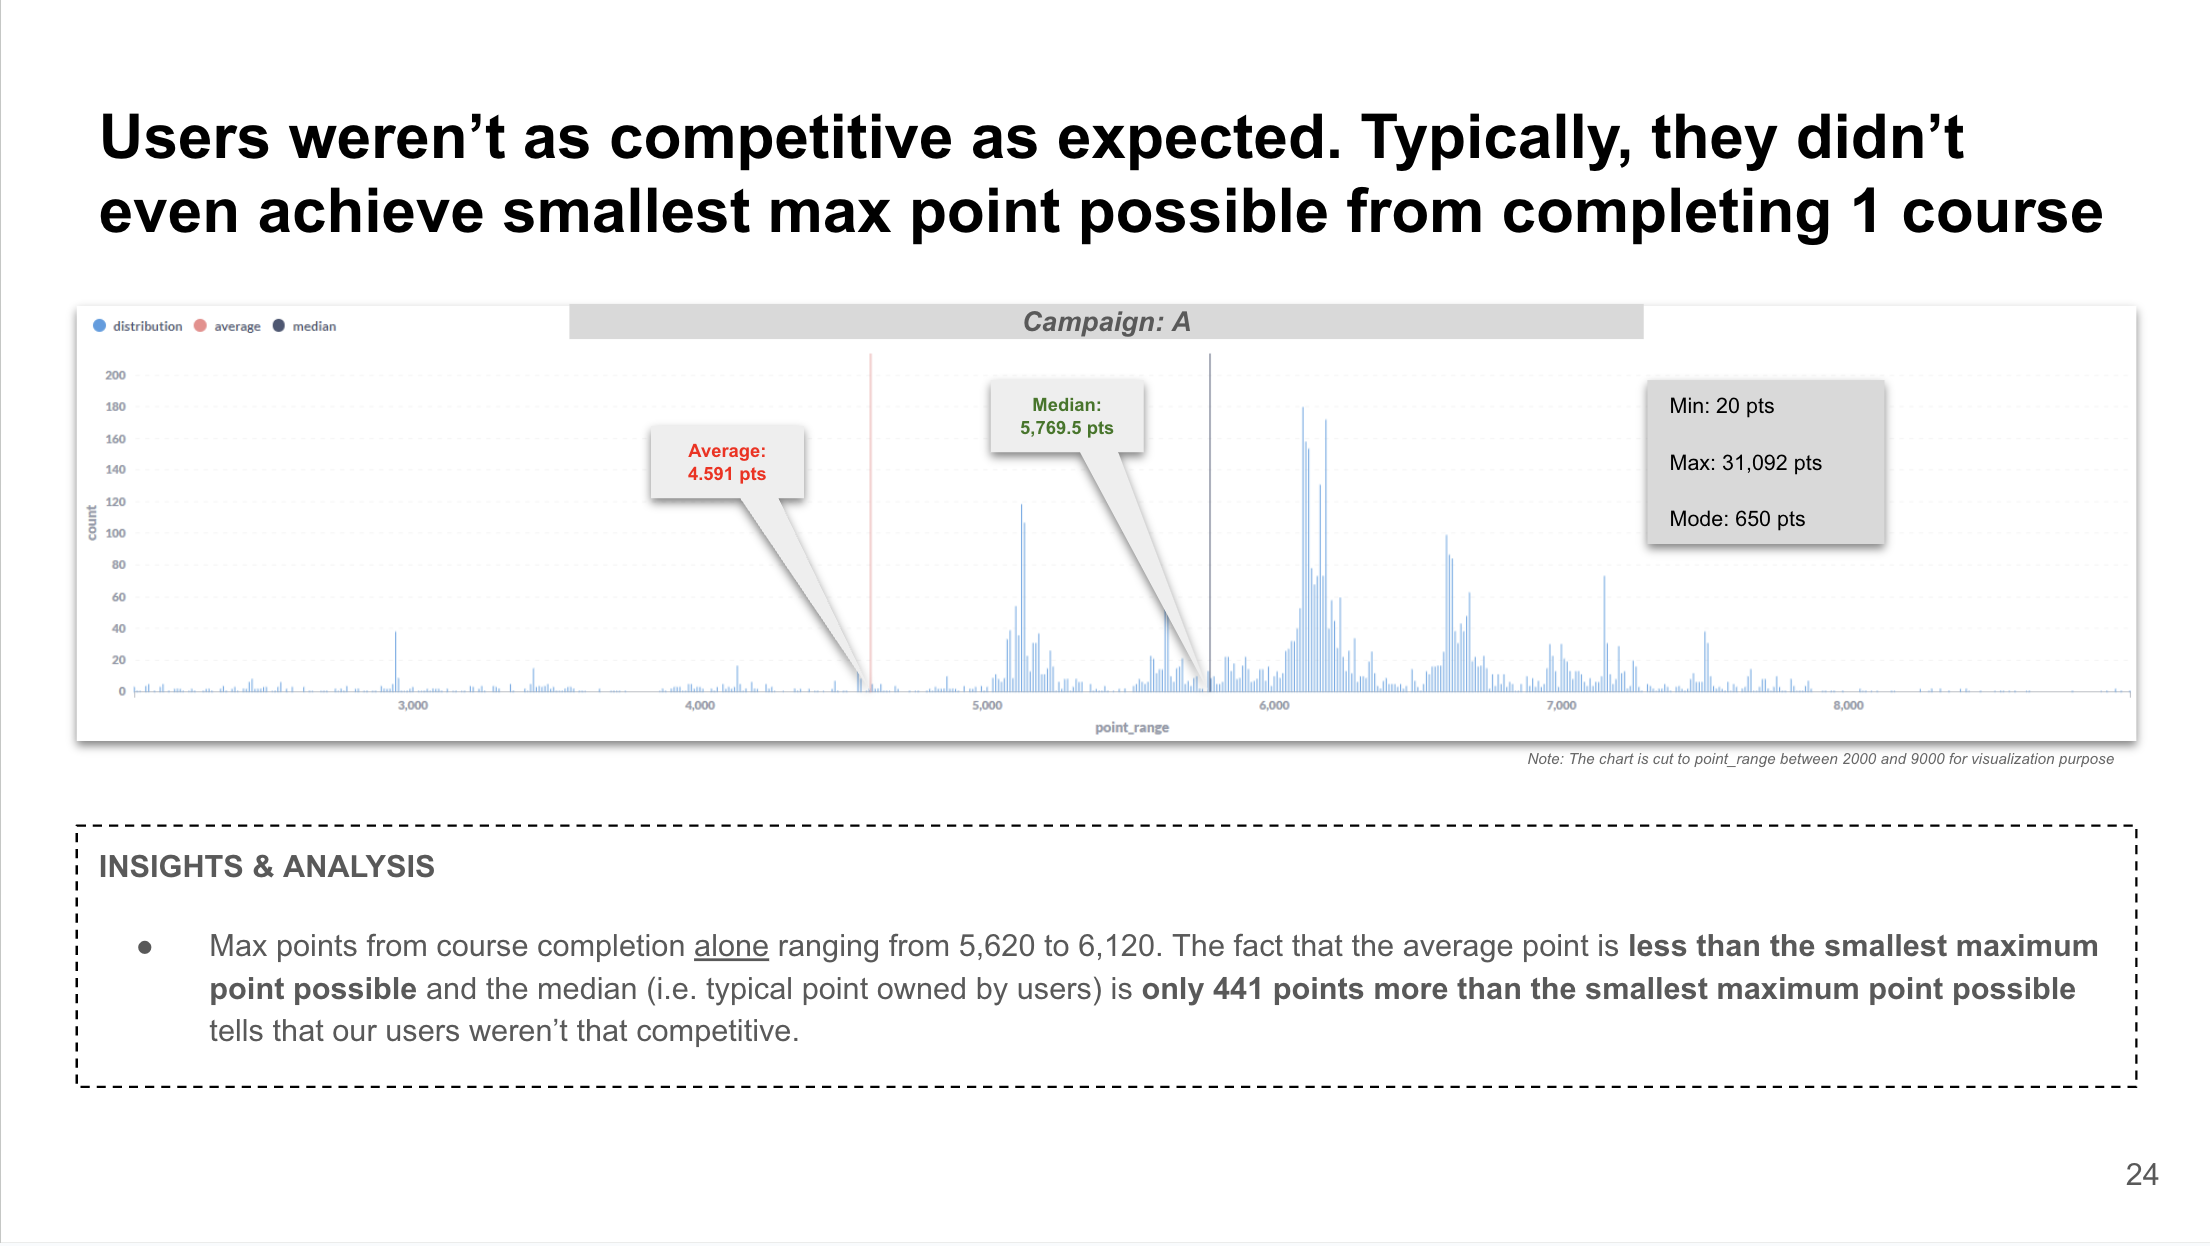 Users weren’t as competitive as expected. Typically, they didn’t
even achieve smallest max point possible from completing 1 course
distribution average median
Campaign: A
200
180
160
140
120
100
80
60
40
20
0
count
Average:
4.591 pts
Median:
5,769.5 pts
Min: 20 pts
Max: 31,092 pts
Mode: 650 pts
3,000 4,000 5,000 6,000 7,000 8,000
point_range
Note: The chart is cut to point_range between 2000 and 9000 for visualization purpose
INSIGHTS & ANALYSIS
● Max points from course completion alone ranging from 5,620 to 6,120. The fact that the average point is less than the smallest maximum
point possible and the median (i.e. typical point owned by users) is only 441 points more than the smallest maximum point possible
tells that our users weren’t that competitive.
24